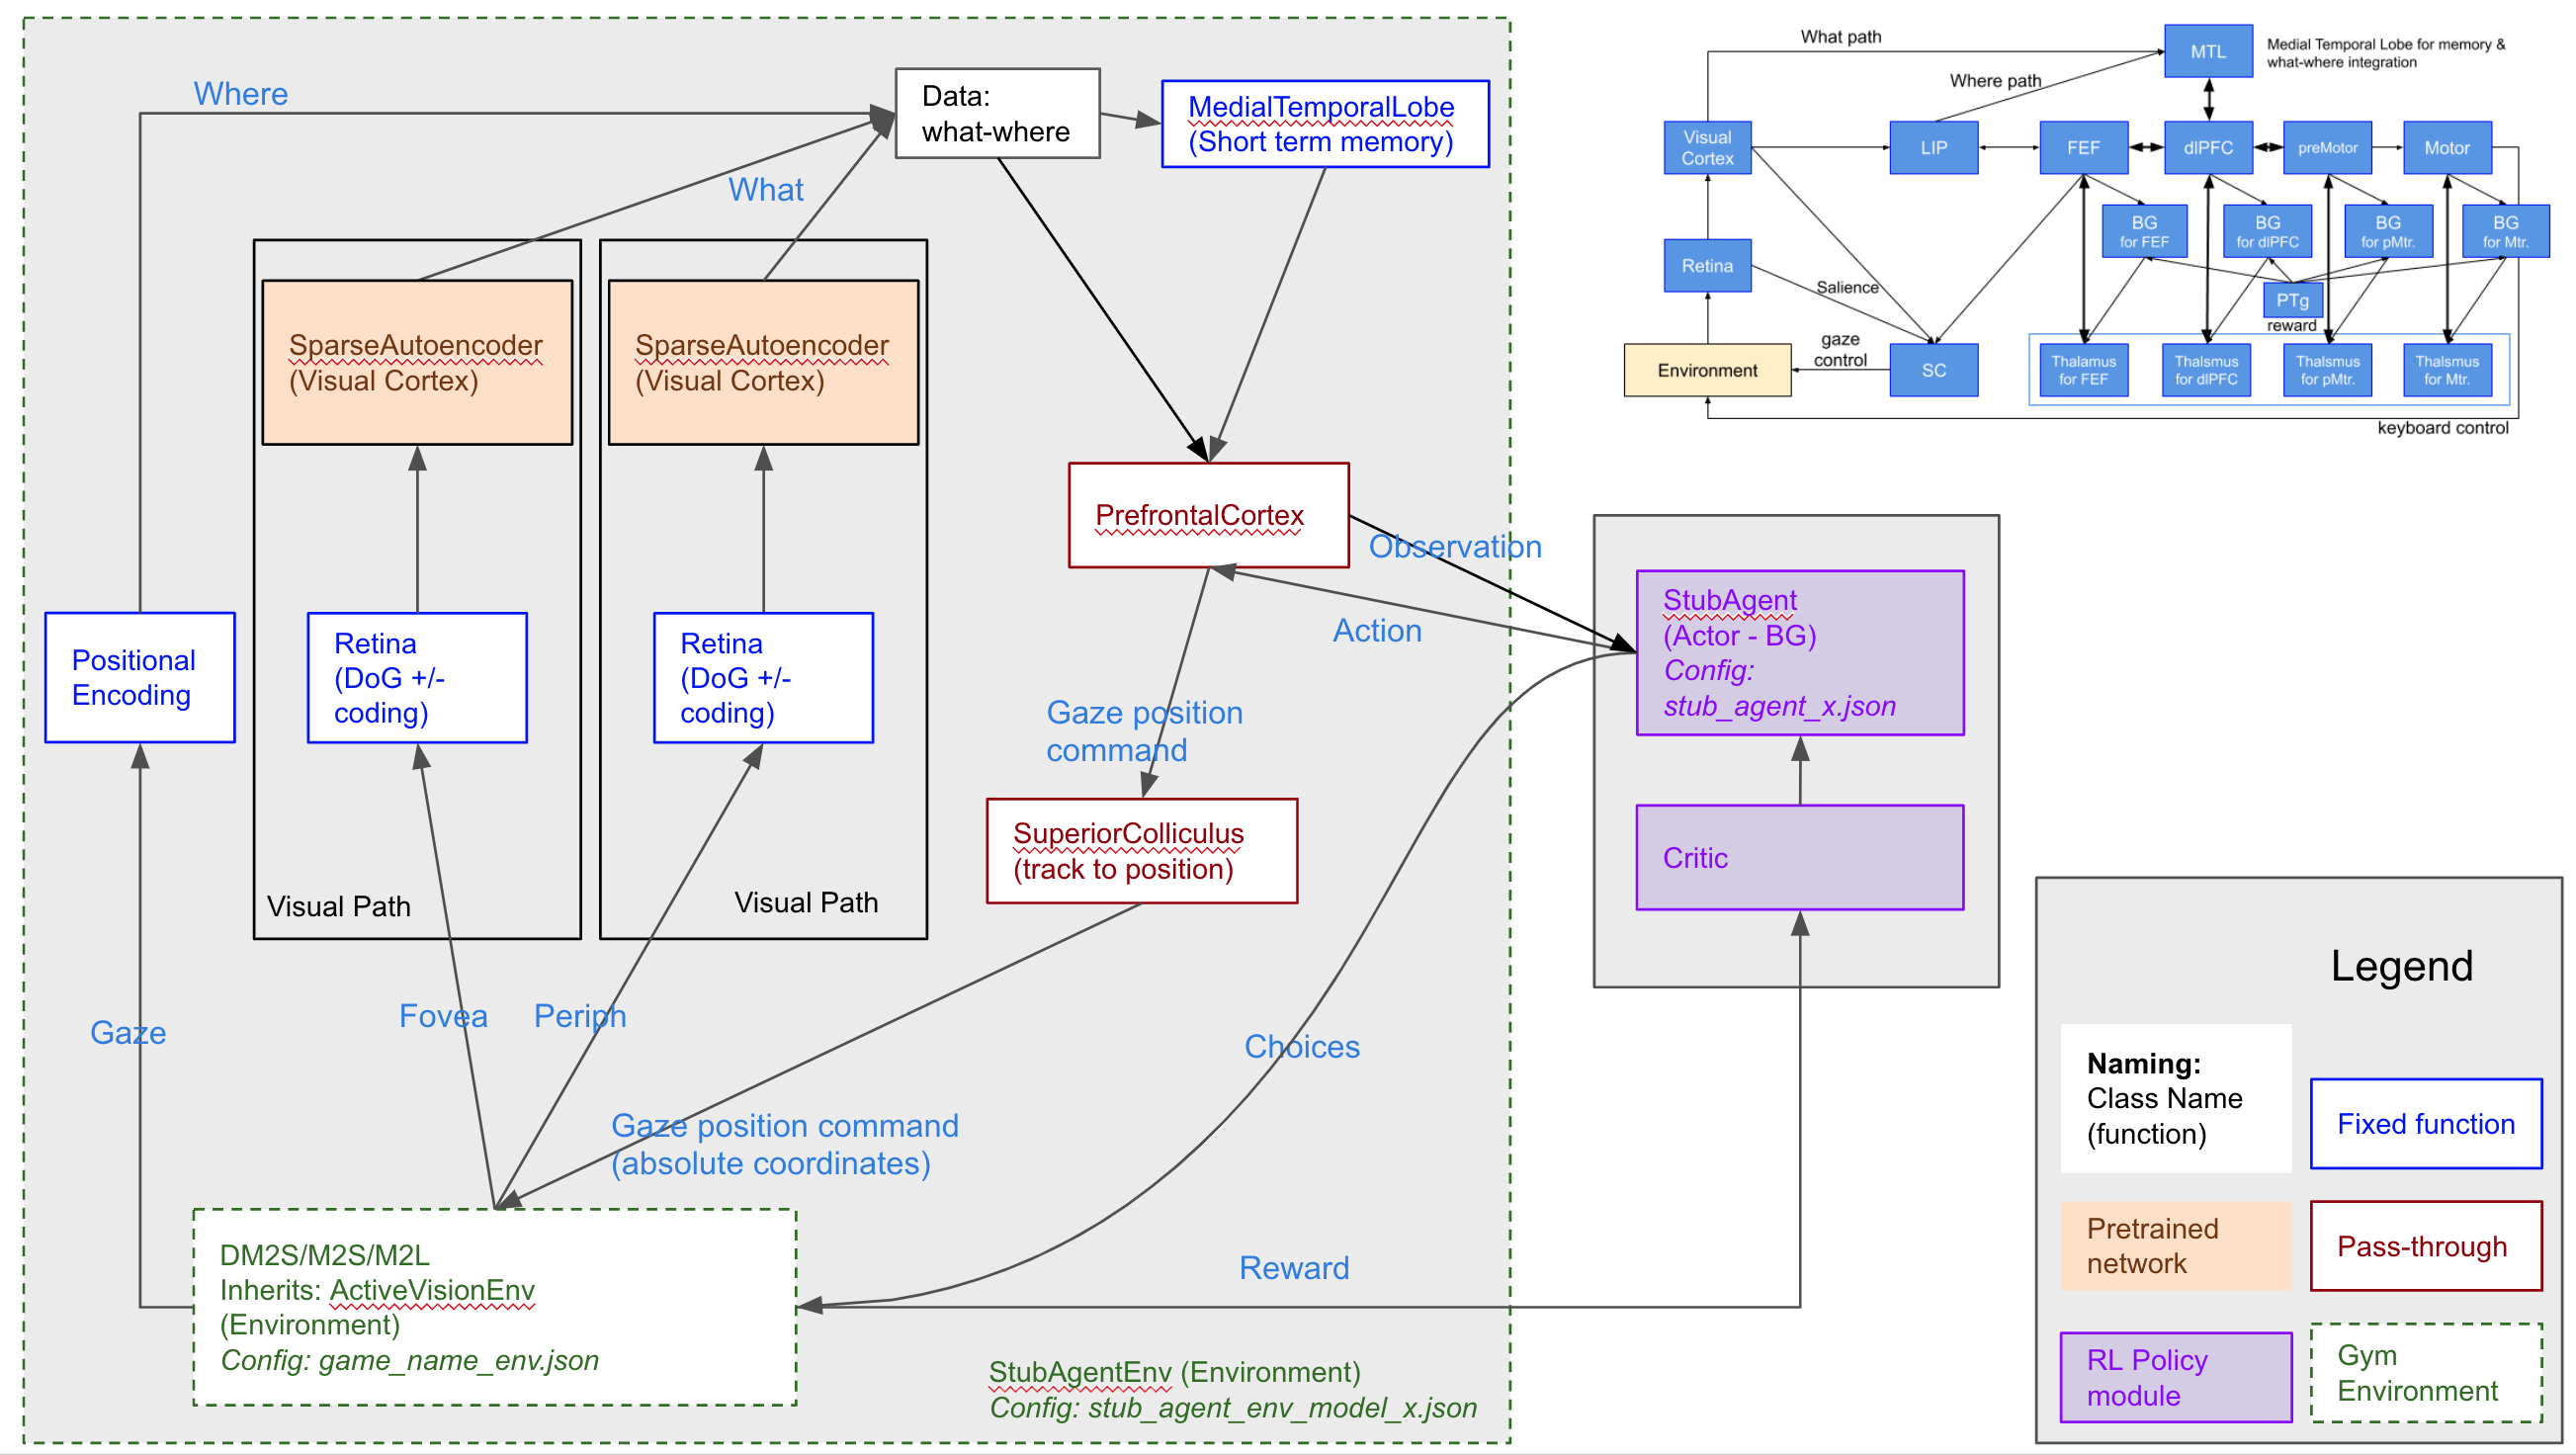 Where
Data:
what-where
MedialTemporalLobe
(Short term memory)
What
SparseAutoencoder
(Visual Cortex)
SparseAutoencoder
(Visual Cortex)
PrefrontalCortex
Observation
Action
Positional
Encoding
Retina
(DoG +/-
coding)
Retina
(DoG +/-
coding)
Gaze position
command
SuperiorColliculus
(track to position)
Visual Path
Visual Path
Gaze
Fovea
Periph
Choices
Gaze position command
(absolute coordinates)
DM2S/M2S/M2L
Inherits: ActiveVisionEnv
(Environment)
Config: game_name_env.json
Reward
StubAgentEnv (Environment)
Config: stub_agent_env_model_x.json
StubAgent
(Actor - BG)
Config:
stub_agent_x.json
Critic
What path
MTL
Medial Temporal Lobe for memory &
what-where integration
Where path
Visual
Cortex
LIP
FEF
dlPFC
preMotor
Motor
BG
for FEF
BG
for dlPFC
BG
for pMtr.
BG
for Mtr.
Retina
Salience
PTg
reward
Environment
gaze
control
SC
Thalamus
for FEF
Thalsmus
for dlPFC
Thalsmus
for pMtr.
Thalsmus
for Mtr.
keyboard control
Legend
Naming:
Class Name
(function)
Fixed function
Pretrained
network
Pass-through
RL Policy
module
Gym
Environment